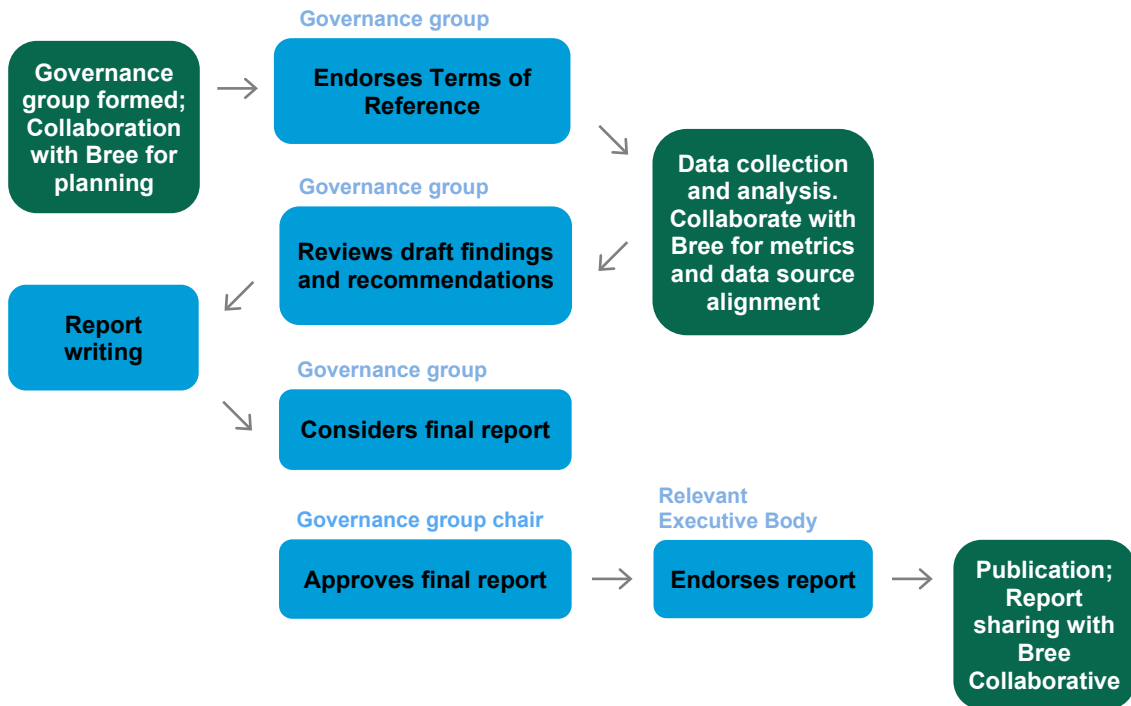 Governance group
Governance
group formed;
Collaboration
with Bree for
planning
Endorses Terms of
Reference
Data collection
and analysis.
Collaborate with
Bree for metrics
and data source
alignment
Governance group
Reviews draft findings
and recommendations
Report
writing
Governance group
Considers final report
Governance group chair
Approves final report
Relevant
Executive Body
Endorses report
Publication;
Report
sharing with
Bree
Collaborative